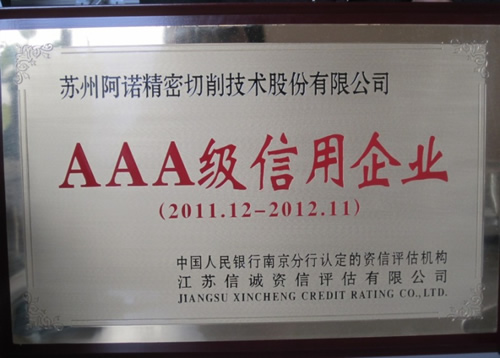 苏州阿诺精密切削技术股份有限公司
AAA级信用企业
(2011.12-2012.11)
中国人民银行南京分行认定的资信评估机构
江苏信诚资信评估有限公司
JIANGSU XINCHENG CREDIT RATING CO.,LTD.